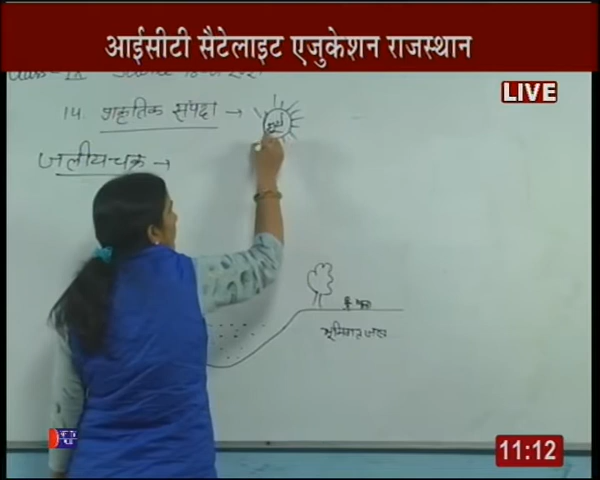 आईसीटी सैटेलाइट एजुकेशन राजस्थान
LIVE
14. प्राकृतिक संपदा →
सूर्य
जलीयचक्र →
भूमिगत जल
11:12